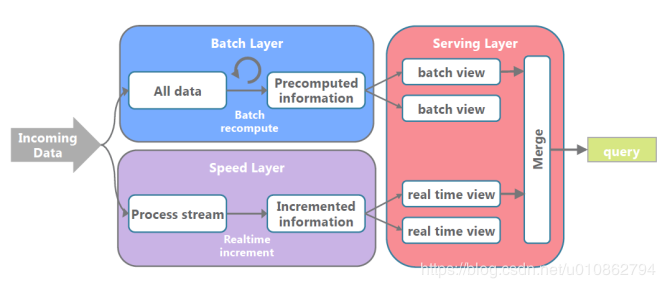 Incoming
Data
Batch Layer
All data
Batch
recompute
Precomputed
information
Speed Layer
Process stream
Realtime
increment
Incremented
information
Serving Layer
batch view
batch view
real time view
real time view
Merge
query
https://blog.csdn.net/u010862794